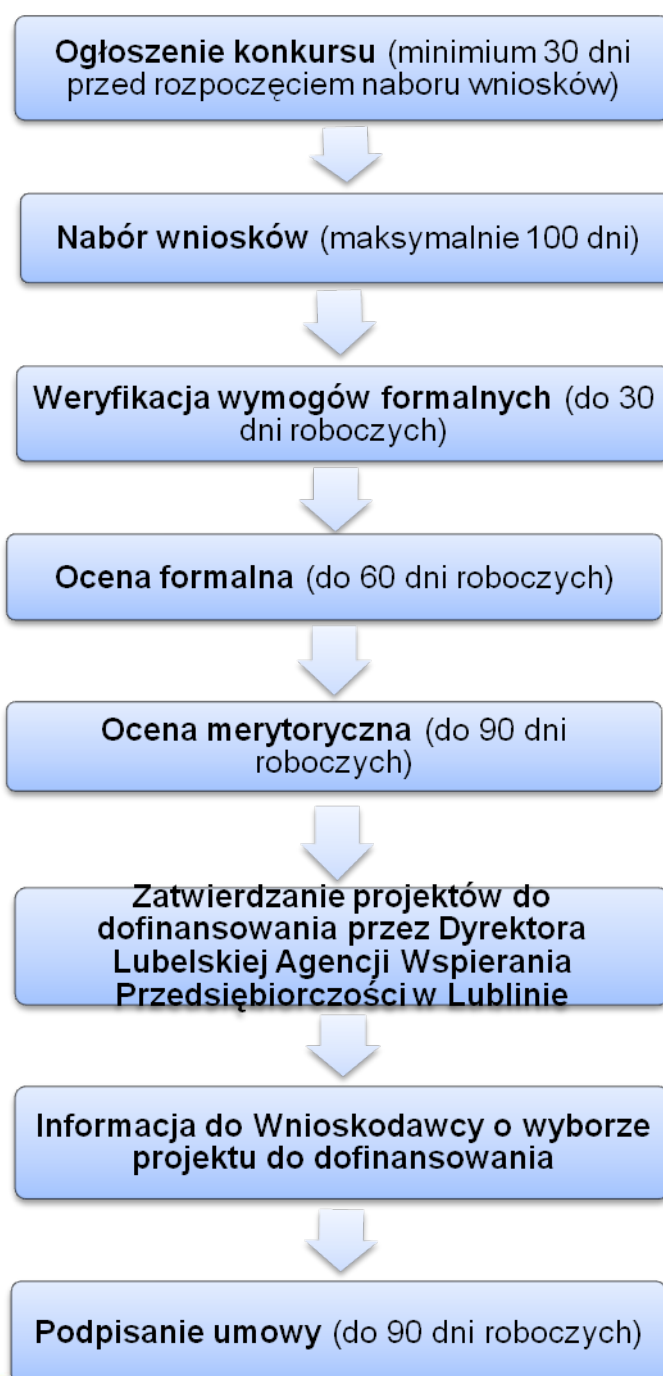 Ogłoszenie konkursu (minimium 30 dni
przed rozpoczęciem naboru wniosków)
Nabór wniosków (maksymalnie 100 dni)
Weryfikacja wymogów formalnych (do 30
dni roboczych)
Ocena formalna (do 60 dni roboczych)
Ocena merytoryczna (do 90 dni
roboczych)
Zatwierdzanie projektów do
dofinansowania przez Dyrektora
Lubelskiej Agencji Wspierania
Przedsiębiorczości w Lublinie
Informacja do Wnioskodawcy o wyborze
projektu do dofinansowania
Podpisanie umowy (do 90 dni roboczych)